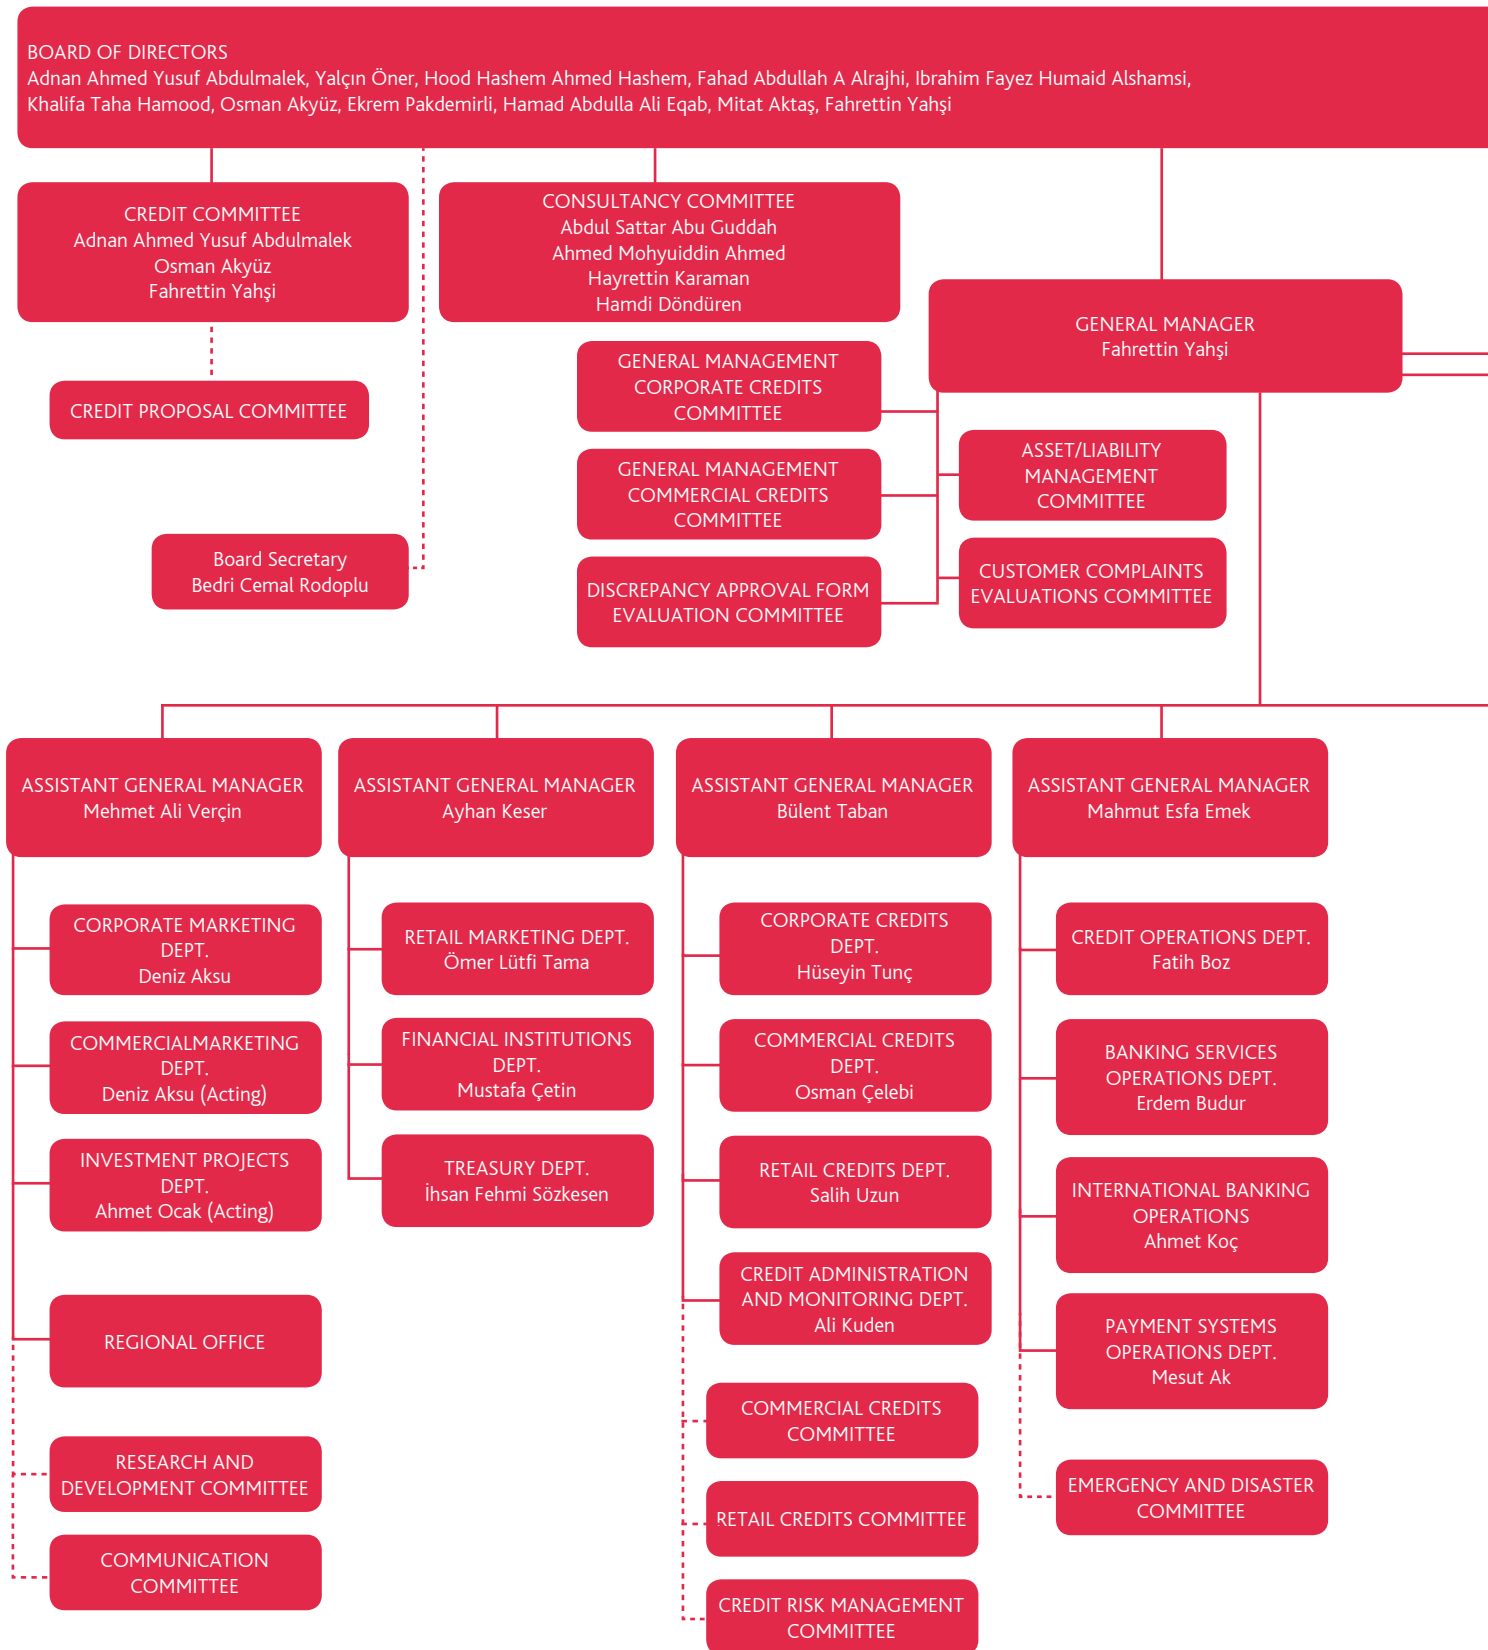 BOARD OF DIRECTORS
Adnan Ahmed Yusuf Abdulmalek, Yalçın Öner, Hood Hashem Ahmed Hashem, Fahad Abdullah A Alrajhi, Ibrahim Fayez Humaid Alshamsi,
Khalifa Taha Hamood, Osman Akyüz, Ekrem Pakdemirli, Hamad Abdulla Ali Eqab, Mitat Aktaş, Fahrettin Yahşi
CREDIT COMMITTEE
Adnan Ahmed Yusuf Abdulmalek
Osman Akyüz
Fahrettin Yahşi
CONSULTANCY COMMITTEE
Abdul Sattar Abu Guddah
Ahmed Mohyuiddin Ahmed
Hayrettin Karaman
Hamdi Döndüren
GENERAL MANAGER
Fahrettin Yahşi
CREDIT PROPOSAL COMMITTEE
GENERAL MANAGEMENT
CORPORATE CREDITS
COMMITTEE
ASSET/LIABILITY
MANAGEMENT
COMMITTEE
GENERAL MANAGEMENT
COMMERCIAL CREDITS
COMMITTEE
Board Secretary
Bedri Cemal Rodoplu
CUSTOMER COMPLAINTS
EVALUATIONS COMMITTEE
DISCREPANCY APPROVAL FORM
EVALUATION COMMITTEE
ASSISTANT GENERAL MANAGER
Mehmet Ali Verçin
CORPORATE MARKETING
DEPT.
Deniz Aksu
COMMERCIALMARKETING
DEPT.
Deniz Aksu (Acting)
INVESTMENT PROJECTS
DEPT.
Ahmet Ocak (Acting)
REGIONAL OFFICE
RESEARCH AND
DEVELOPMENT COMMITTEE
COMMUNICATION
COMMITTEE
ASSISTANT GENERAL MANAGER
Ayhan Keser
RETAIL MARKETING DEPT.
Ömer Lütfi Tama
FINANCIAL INSTITUTIONS
DEPT.
Mustafa Çetin
TREASURY DEPT.
İhsan Fehmi Sözkesen
ASSISTANT GENERAL MANAGER
Bülent Taban
CORPORATE CREDITS
DEPT.
Hüseyin Tunç
COMMERCIAL CREDITS
DEPT.
Osman Çelebi
RETAIL CREDITS DEPT.
Salih Uzun
CREDIT ADMINISTRATION
AND MONITORING DEPT.
Ali Kuden
COMMERCIAL CREDITS
COMMITTEE
RETAIL CREDITS COMMITTEE
CREDIT RISK MANAGEMENT
COMMITTEE
ASSISTANT GENERAL MANAGER
Mahmut Esfa Emek
CREDIT OPERATIONS DEPT.
Fatih Boz
BANKING SERVICES
OPERATIONS DEPT.
Erdem Budur
INTERNATIONAL BANKING
OPERATIONS
Ahmet Koç
PAYMENT SYSTEMS
OPERATIONS DEPT.
Mesut Ak
EMERGENCY AND DISASTER
COMMITTEE